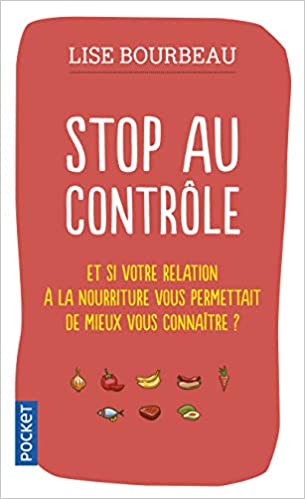 LISE BOURBEAU
STOP AU
CONTRÔLE
ET SI VOTRE RELATION
À LA NOURRITURE VOUS PERMETTAIT
DE MIEUX VOUS CONNAÎTRE ?
POCKET